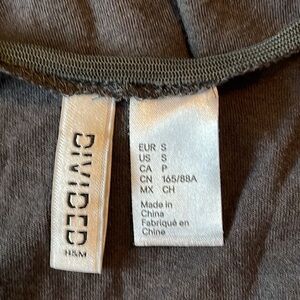 DIVIDED
H&M
EUR S
US S
CA P
CN 165/88A
MX CH
Made in
China
Fabriqué en
Chine